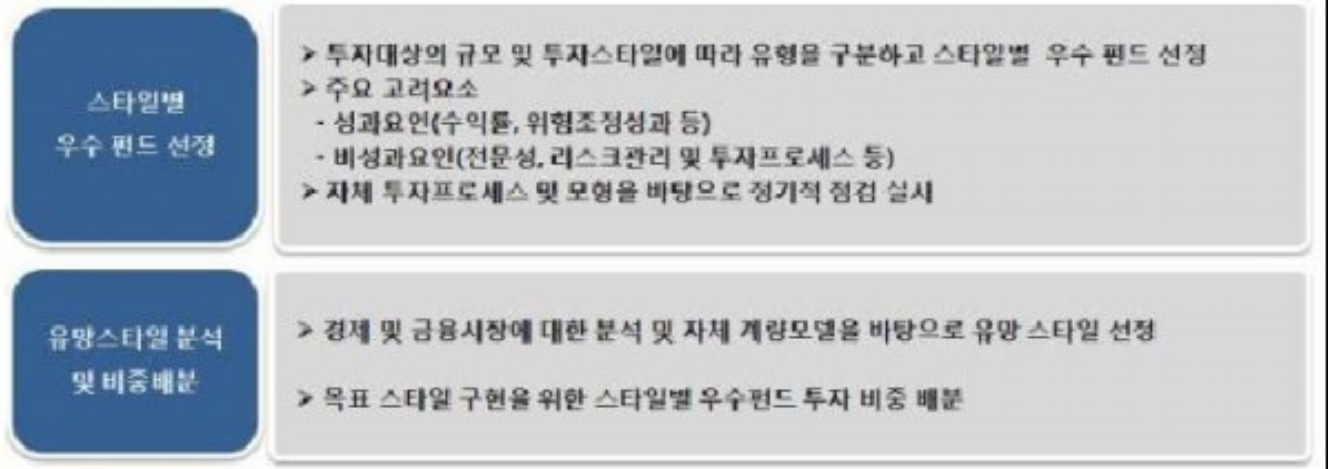 스타일별
우수 펀드 선정
➢ 투자대상의 규모 및 투자스타일에 따라 유형을 구분하고 스타일별 우수 펀드 선정
➢ 주요 고려요소
- 성과요인(수익률, 위험조정성과 등)
- 비성과요인(전문성, 리스크관리 및 투자프로세스 등)
➢ 자체 투자프로세스 및 모형을 바탕으로 정기적 점검 실시
유망스타일 분석
및 비중배분
➢ 경제 및 금융시장에 대한 분석 및 자체 계량모델을 바탕으로 유망 스타일 선정
➢ 목표 스타일 구현을 위한 스타일별 우수펀드 투자 비중 배분